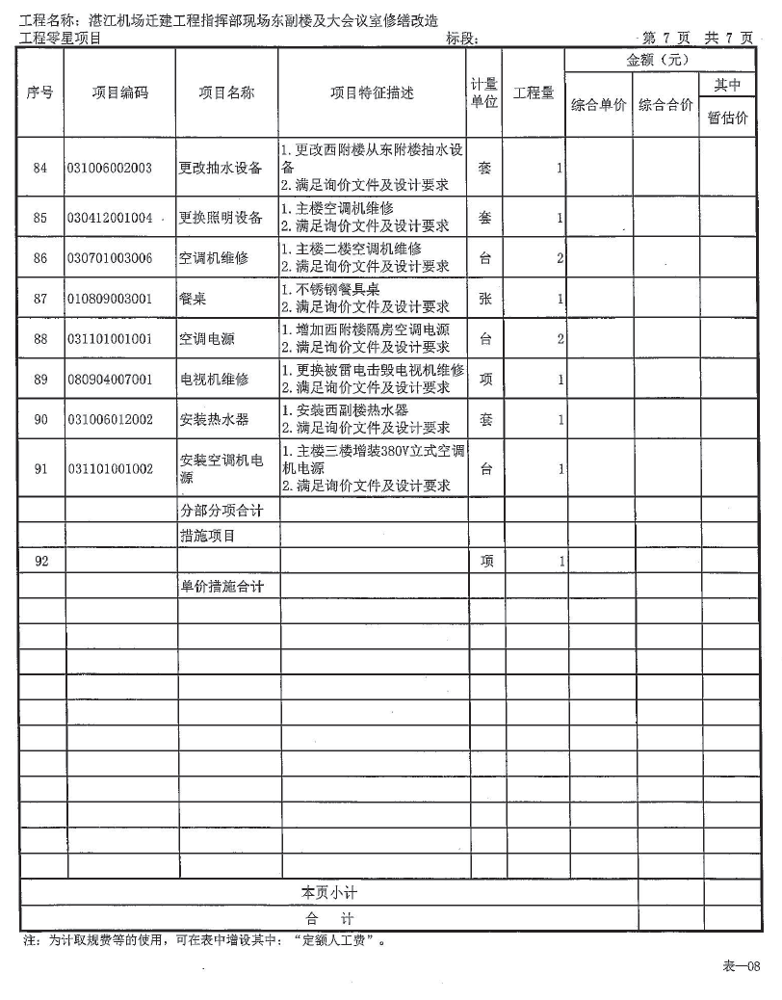 工程名称：湛江机场迁建工程指挥部现场东副楼及大会议室修缮改造
工程零星项目 标段： 第 7 页 共 7 页
序号 项目编码 项目名称 项目特征描述 计量单位 工程量 金额（元）
综合单价 综合合价 其中
暂估价
84 031006002003 更改抽水设备 1.更改西附楼从东附楼抽水设备 套 1
2.满足询价文件及设计要求
85 030412001004 更换照明设备 1.主楼空调机维修 套 1
2.满足询价文件及设计要求
86 030701003006 空调机维修 1.主楼二楼空调机维修 台 2
2.满足询价文件及设计要求
87 010809003001 餐桌 1.不锈钢餐具桌 张 1
2.满足询价文件及设计要求
88 031101001001 空调电源 1.增加西附楼隔房空调电源 台 2
2.满足询价文件及设计要求
89 080904007001 电视机维修 1.更换被雷电击毁电视机维修 项 1
2.满足询价文件及设计要求
90 031006012002 安装热水器 1.安装西副楼热水器 套 1
2.满足询价文件及设计要求
91 031101001002 安装空调机电源 1.主楼三楼增装380V立式空调机电源 台 1
2.满足询价文件及设计要求
分部分项合计
措施项目
92 项 1
单价措施合计
本页小计
合 计
注：为计取规费等的使用，可在表中增设其中：“定额人工费”。
表—08